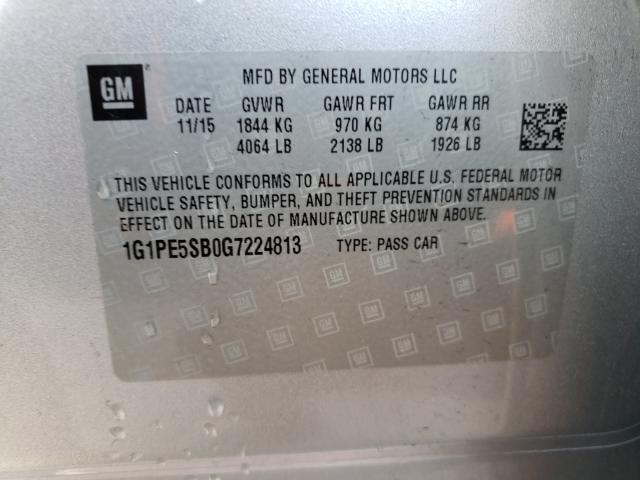 GM
MFD BY GENERAL MOTORS LLC
DATE GVWR GAWR FRT GAWR RR
11/15 1844 KG 970 KG 874 KG
4064 LB 2138 LB 1926 LB
THIS VEHICLE CONFORMS TO ALL APPLICABLE U.S. FEDERAL MOTOR
VEHICLE SAFETY, BUMPER, AND THEFT PREVENTION STANDARDS IN
EFFECT ON THE DATE OF MANUFACTURE SHOWN ABOVE.
1G1PE5SB0G7224813 TYPE: PASS CAR